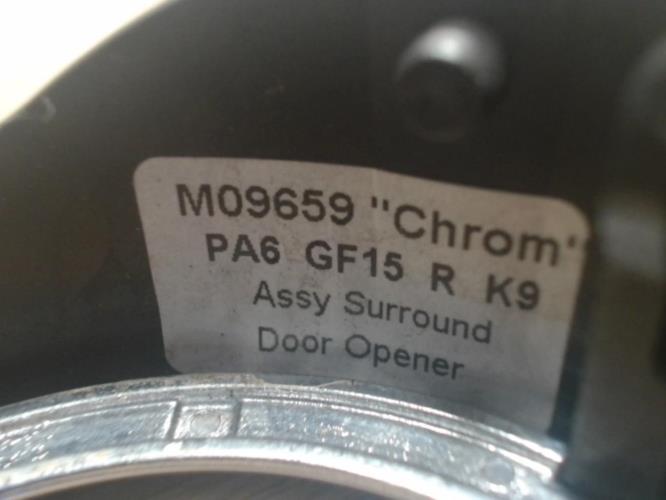 M09659 "Chrom"
PA6 GF15 R K9
Assy Surround
Door Opener